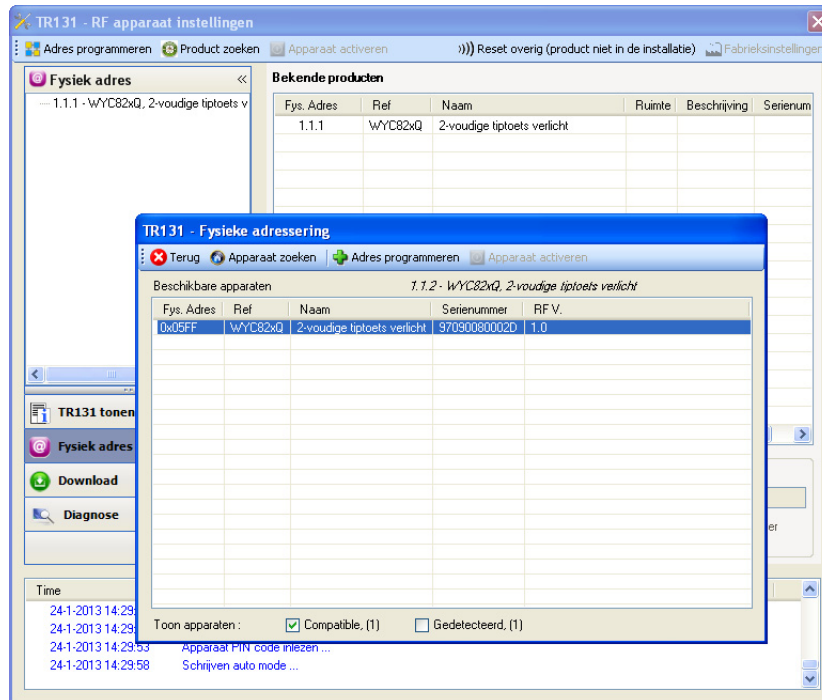 TR131 - RF apparaat instellingen
Adres programmeren Product zoeken Apparaat activeren ))) Reset overig (product niet in de installatie) Fabrieksinstellingen
Fysiek adres «
1.1.1 - WYC82xQ, 2-voudige tiptoets v
Bekende producten
Fys. Adres Ref Naam Ruimte Beschrijving Serienum
1.1.1 WYC82xQ 2-voudige tiptoets verlicht
TR131 - Fysieke adressering
Terug Apparaat zoeken Adres programmeren Apparaat activeren
Beschikbare apparaten 1.1.2 - WYC82xQ, 2-voudige tiptoets verlicht
Fys. Adres Ref Naam Serienummer RF V.
0x05FF WYC82xQ 2-voudige tiptoets verlicht 97090080002D 1.0
TR131 tonen
Fysiek adres
Download
Diagnose
er
Toon apparaten : Compatible, (1) Gedetecteerd, (1)
Time
24-1-2013 14:29:
24-1-2013 14:29:
24-1-2013 14:29:53 Apparaat PIN code inlezen ...
24-1-2013 14:29:58 Schrijven auto mode ...